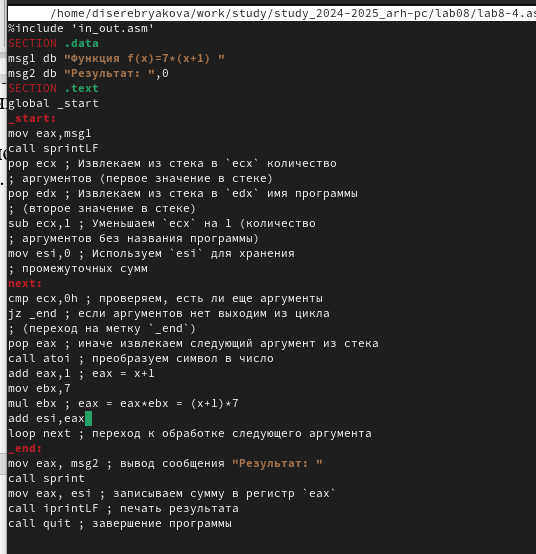 /home/diserebryakova/work/study/study_2024-2025_arh-pc/lab08/lab8-4.as
%include 'in_out.asm'
SECTION .data
msg1 db "Функция f(x)=7*(x+1) "
msg2 db "Результат: ",0
SECTION .text
global _start
_start:
mov eax,msg1
call sprintLF
pop ecx ; Извлекаем из стека в `ecx` количество
; аргументов (первое значение в стеке)
pop edx ; Извлекаем из стека в `edx` имя программы
; (второе значение в стеке)
sub ecx,1 ; Уменьшаем `ecx` на 1 (количество
; аргументов без названия программы)
mov esi,0 ; Используем `esi` для хранения
; промежуточных сумм
next:
cmp ecx,0h ; проверяем, есть ли еще аргументы
jz _end ; если аргументов нет выходим из цикла
; (переход на метку `_end`)
pop eax ; иначе извлекаем следующий аргумент из стека
call atoi ; преобразуем символ в число
add eax,1 ; eax = x+1
mov ebx,7
mul ebx ; eax = eax*ebx = (x+1)*7
add esi,eax
loop next ; переход к обработке следующего аргумента
_end:
mov eax, msg2 ; вывод сообщения "Результат: "
call sprint
mov eax, esi ; записываем сумму в регистр `eax`
call iprintLF ; печать результата
call quit ; завершение программы